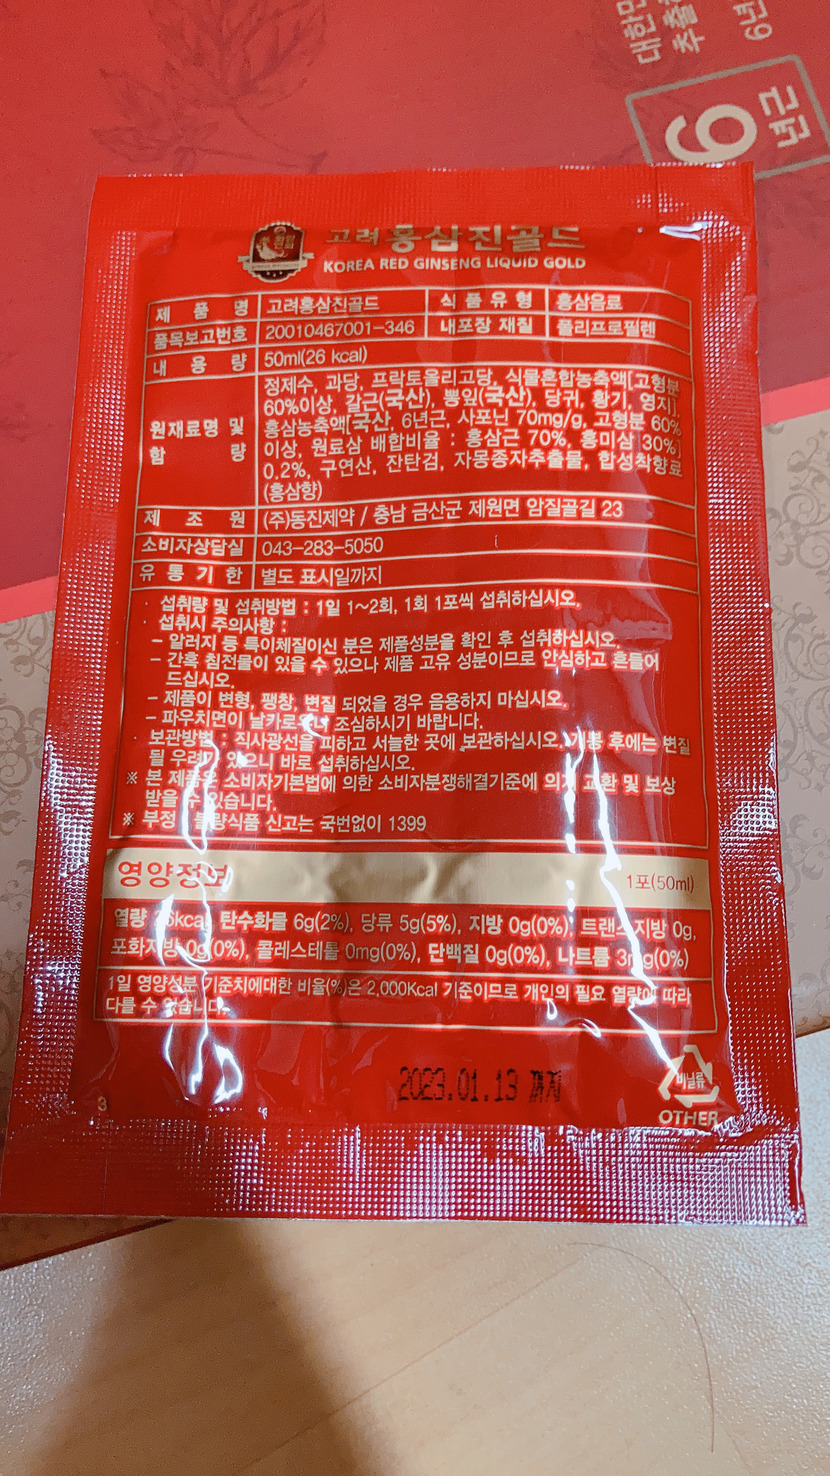 대한민
추출
6년
6
년근
고려홍삼진골드
KOREA RED GINSENG LIQUID GOLD
제품명 고려홍삼진골드 식품유형 홍삼음료
품목보고번호 20010467001-346 내포장 재질 폴리프로필렌
내용량 50ml(26 kcal)
원재료명 및 함량 정제수, 과당, 프락토올리고당, 식물혼합농축액[고형분
60%이상, 갈근(국산), 뽕잎(국산), 당귀, 황기, 영지],
홍삼농축액[국산, 6년근, 사포닌 70mg/g, 고형분 60%
이상, 원료삼 배합비율 : 홍삼근 70%, 홍미삼 30%]
0.2%, 구연산, 잔탄검, 자몽종자추출물, 합성착향료
(홍삼향)
제조원 (주)동진제약 / 충남 금산군 제원면 암질골길 23
소비자상담실 043-283-5050
유통기한 별도 표시일까지
· 섭취량 및 섭취방법 : 1일 1~2회, 1회 1포씩 섭취하십시오.
· 섭취시 주의사항 :
- 알러지 등 특이체질이신 분은 제품성분을 확인 후 섭취하십시오.
- 간혹 침전물이 있을 수 있으나 제품 고유 성분이므로 안심하고 흔들어
드십시오.
- 제품이 변형, 팽창, 변질 되었을 경우 음용하지 마십시오.
- 파우치면이 날카로우니 조심하시기 바랍니다.
· 보관방법 : 직사광선을 피하고 서늘한 곳에 보관하십시오. 개봉 후에는 변질
될 우려가 있으니 바로 섭취하십시오.
※ 본 제품은 소비자기본법에 의한 소비자분쟁해결기준에 의거 교환 및 보상
받을 수 있습니다.
※ 부정 불량식품 신고는 국번없이 1399
영양정보 1포(50ml)
열량 kcal, 탄수화물 6g(2%), 당류 5g(5%), 지방 0g(0%), 트랜스지방 0g,
포화지방 0g(0%), 콜레스테롤 0mg(0%), 단백질 0g(0%), 나트륨 3mg(0%)
1일 영양성분 기준치에대한 비율(%)은 2,000Kcal 기준이므로 개인의 필요 열량에 따라
다를 수 있습니다.
2023.01.13 까지
비닐류
OTHER
3